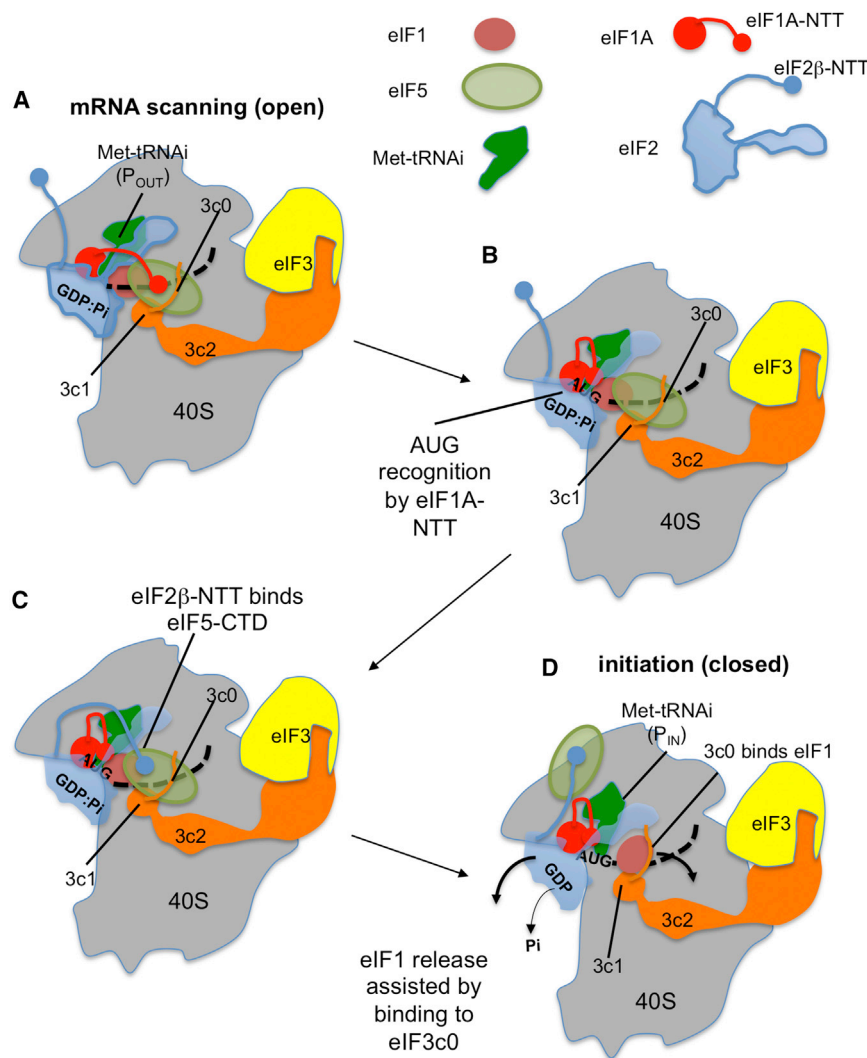 eIF1
eIF1A
eIF1A-NTT
eIF5
eIF2β-NTT
Met-tRNAi
eIF2
A
mRNA scanning (open)
Met-tRNAi
(POUT)
3c0
eIF3
GDP:Pi
3c2
3c1
40S
B
3c0
eIF3
AUG
GDP:Pi
3c2
3c1
40S
AUG
recognition
by eIF1A-
NTT
C
eIF2β-NTT binds
eIF5-CTD
3c0
eIF3
AUG
GDP:Pi
3c2
3c1
40S
D
initiation (closed)
Met-tRNAi
(PIN)
3c0 binds eIF1
eIF3
AUG
GDP
3c2
Pi
3c1
40S
eIF1 release
assisted by
binding to
eIF3c0